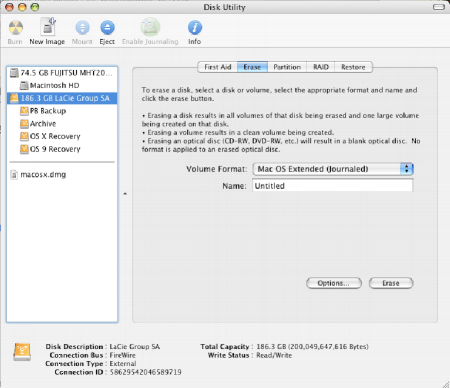 Disk Utility
Burn New Image Mount Eject Enable Journaling Info
74.5 GB FUJITSU MHY20...
Macintosh HD
186.3 GB LaCie Group SA
PB Backup
Archive
OS X Recovery
OS 9 Recovery
macosx.dmg
First Aid Erase Partition RAID Restore
To erase a disk, select a disk or volume, select the appropriate format and name and
click the erase button.
• Erasing a disk results in all volumes of that disk being erased and one large volume
being created on that disk.
• Erasing a volume results in a clean volume being created.
• Erasing an optical disc (CD-RW, DVD-RW, etc.) will result in a blank optical disc. No
format is applied to an erased optical disc.
Volume Format: Mac OS Extended (Journaled)
Name: Untitled
Options... Erase
Disk Description : LaCie Group SA
Connection Bus : FireWire
Connection Type : External
Connection ID : 58629542046589719
Total Capacity : 186.3 GB (200,049,647,616 Bytes)
Write Status : Read/Write